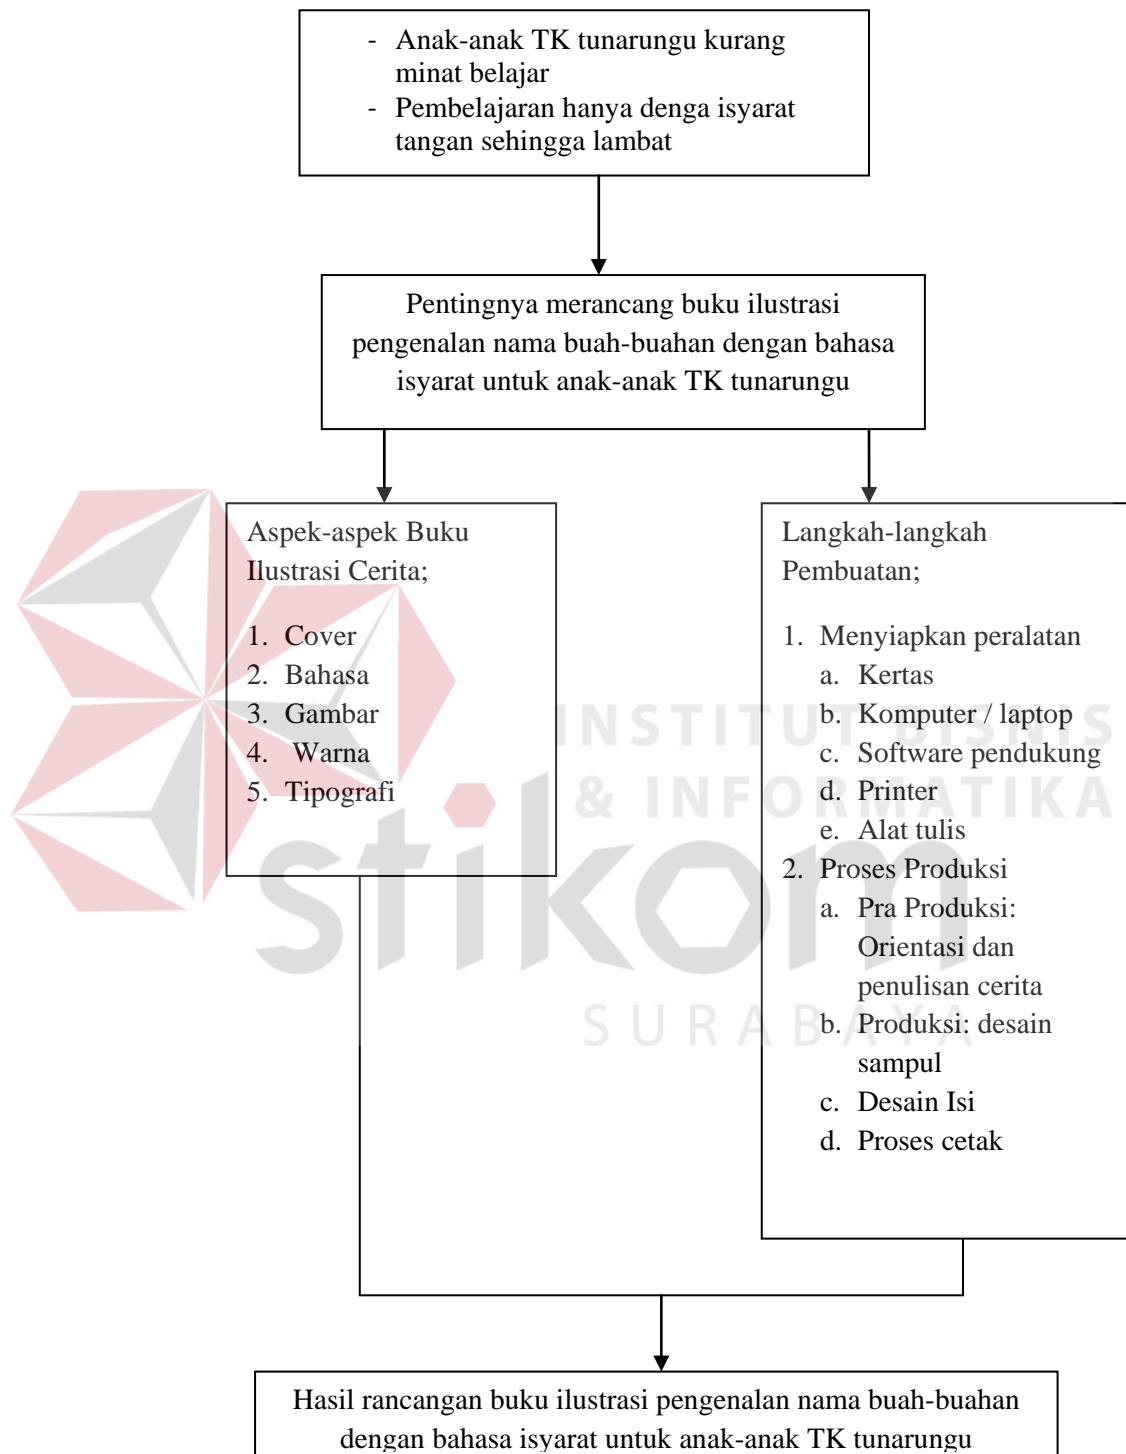 - Anak-anak TK tunarungu kurang
minat belajar
- Pembelajaran hanya denga isyarat
tangan sehingga lambat
Pentingnya merancang buku ilustrasi
pengenalan nama buah-buahan dengan bahasa
isyarat untuk anak-anak TK tunarungu
Aspek-aspek Buku
Ilustrasi Cerita;
1. Cover
2. Bahasa
3. Gambar
4. Warna
5. Tipografi
Langkah-langkah
Pembuatan;
1. Menyiapkan peralatan
a. Kertas
b. Komputer / laptop
c. Software pendukung
d. Printer
e. Alat tulis
2. Proses Produksi
a. Pra Produksi:
Orientasi dan
penulisan cerita
b. Produksi: desain
sampul
c. Desain Isi
d. Proses cetak
INSTITUT BISNIS
& INFORMATIKA
stikom
SURABAYA
Hasil rancangan buku ilustrasi pengenalan nama buah-buahan
dengan bahasa isyarat untuk anak-anak TK tunarungu